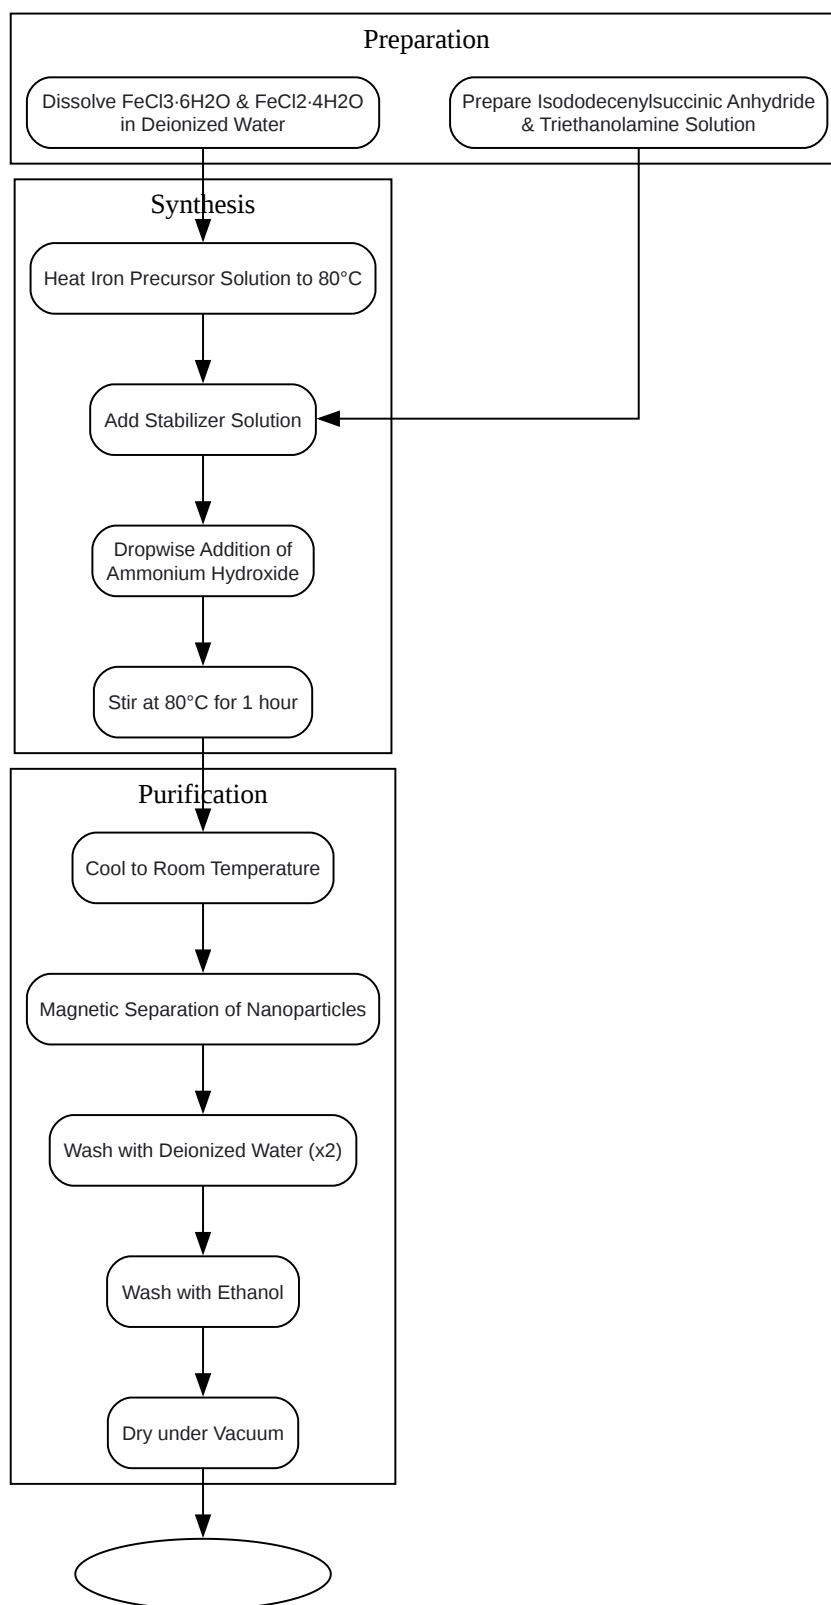 Preparation
Dissolve FeCl3·6H2O & FeCl2·4H2O
in Deionized Water
Prepare Isododecenylsuccinic Anhydride
& Triethanolamine Solution
Synthesis
Heat Iron Precursor Solution to 80°C
Add Stabilizer Solution
Dropwise Addition of
Ammonium Hydroxide
Stir at 80°C for 1 hour
Purification
Cool to Room Temperature
Magnetic Separation of Nanoparticles
Wash with Deionized Water (x2)
Wash with Ethanol
Dry under Vacuum